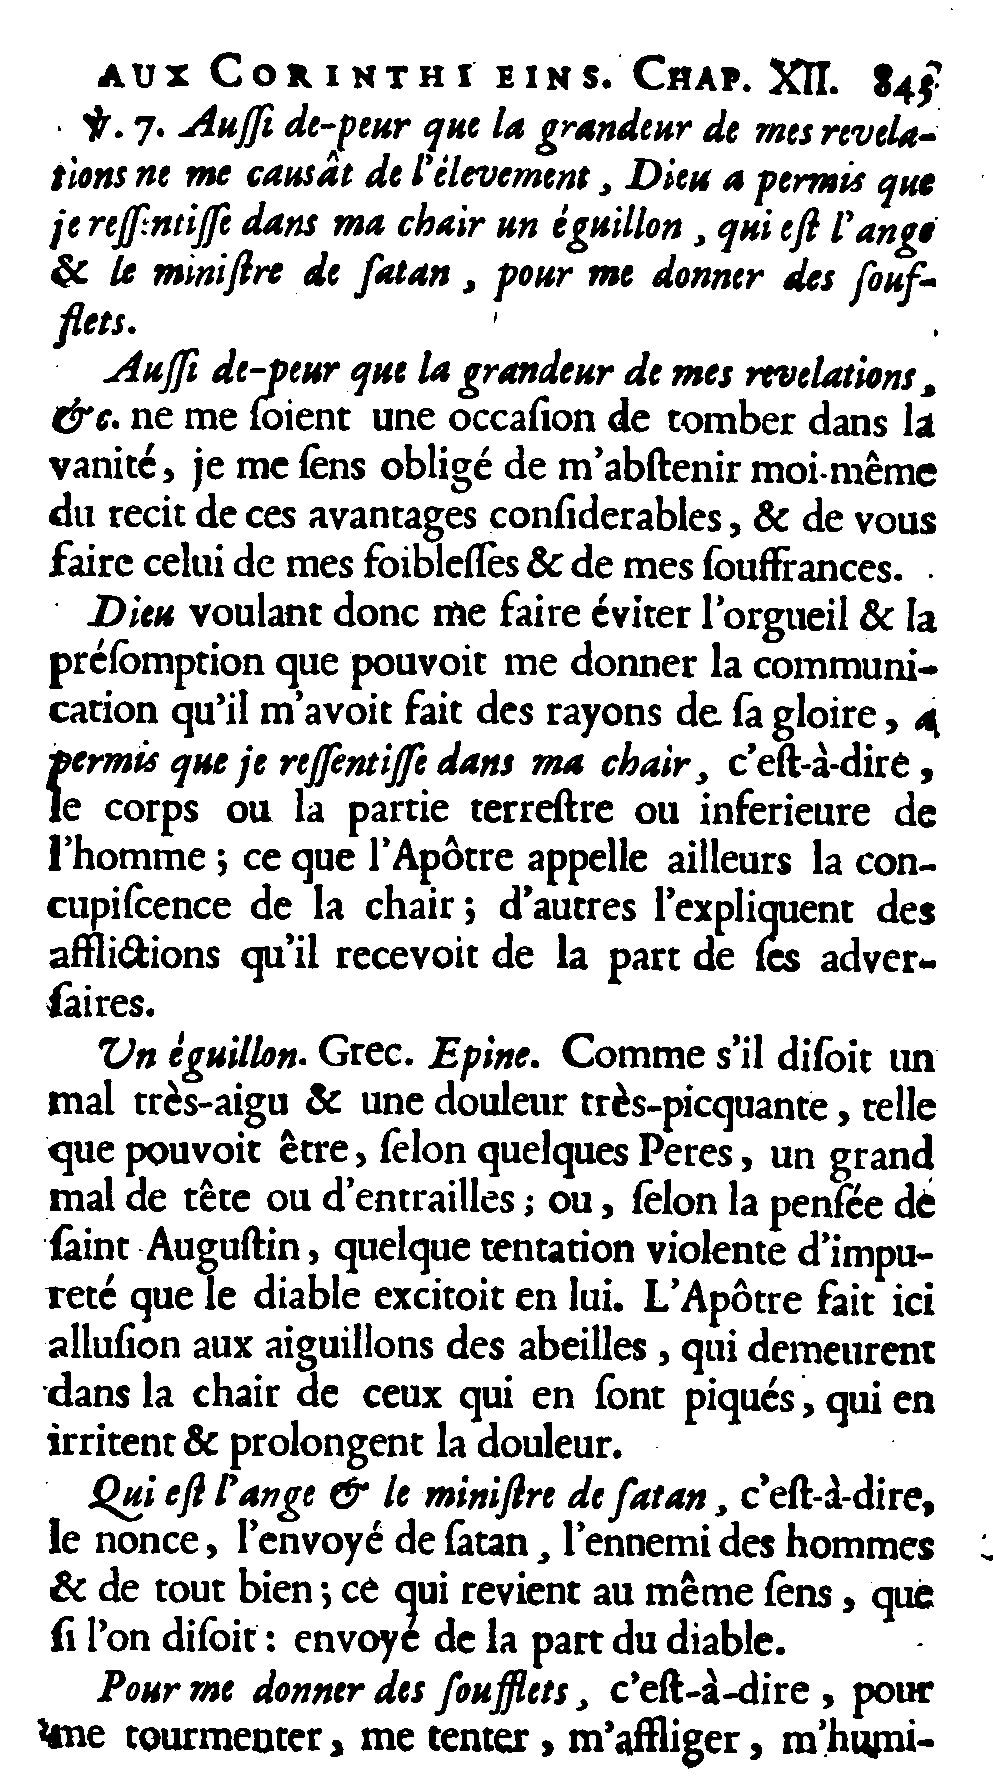 AUX CORINTHIEINS. CHAP. XII. 845
℣. 7. Auſſi de-peur que la grandeur de mes revela-
tions ne me causât de l'élevement, Dieu a permis que
je reſſentiſſe dans ma chair un éguillon, qui eſt l'ange
& le miniſtre de ſatan, pour me donner des ſouf-
flets.
Auſſi de-peur que la grandeur de mes revelations,
&c. ne me ſoient une occaſion de tomber dans la
vanité, je me ſens obligé de m'abſtenir moi-même
du recit de ces avantages conſiderables, & de vous
faire celui de mes foibleſſes & de mes ſouffrances.
Dieu voulant donc me faire éviter l'orgueil & la
préſomption que pouvoit me donner la communi-
cation qu'il m'avoit fait des rayons de ſa gloire, a
permis que je reſſentiſſe dans ma chair, c'eſt-à-dire,
le corps ou la partie terreſtre ou inferieure de
l'homme; ce que l'Apôtre appelle ailleurs la con-
cupiſcence de la chair; d'autres l'expliquent des
afflictions qu'il recevoit de la part de ſes adver-
ſaires.
Un éguillon. Grec. Epine. Comme s'il diſoit un
mal très-aigu & une douleur très-picquante, telle
que pouvoit être, ſelon quelques Peres, un grand
mal de tête ou d'entrailles; ou, ſelon la penſée de
ſaint Auguſtin, quelque tentation violente d'impu-
reté que le diable excitoit en lui. L'Apôtre fait ici
alluſion aux aiguillons des abeilles, qui demeurent
dans la chair de ceux qui en ſont piqués, qui en
irritent & prolongent la douleur.
Qui eſt l'ange & le miniſtre de ſatan, c'eſt-à-dire,
le nonce, l'envoyé de ſatan, l'ennemi des hommes
& de tout bien; ce qui revient au même ſens, que
ſi l'on diſoit: envoyé de la part du diable.
Pour me donner des ſoufflets, c'eſt-à-dire, pour
me tourmenter, me tenter, m'affliger, m'humi-